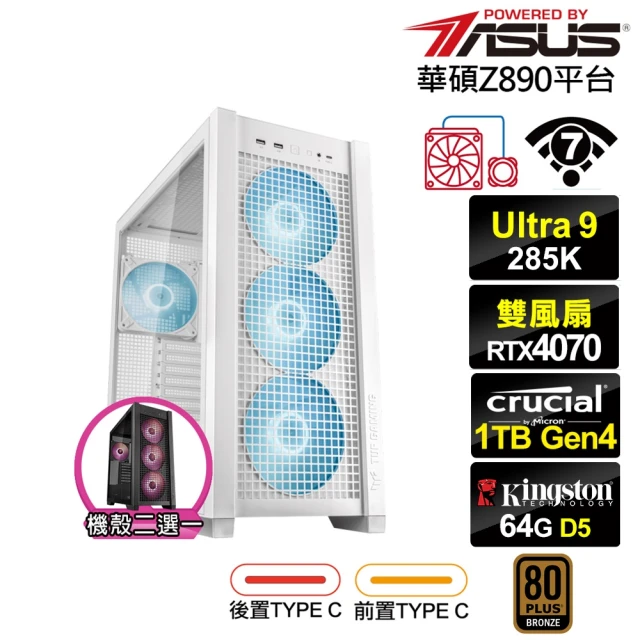 POWERED BY
ASUS
華碩Z890平台
7
Ultra 9
285K
雙風扇
RTX4070
crucial
by Micron
1TB Gen4
Kingston
TECHNOLOGY
64G D5
TUF GAMING
機殼二選一
後置TYPE C
前置TYPE C
80
PLUS
BRONZE